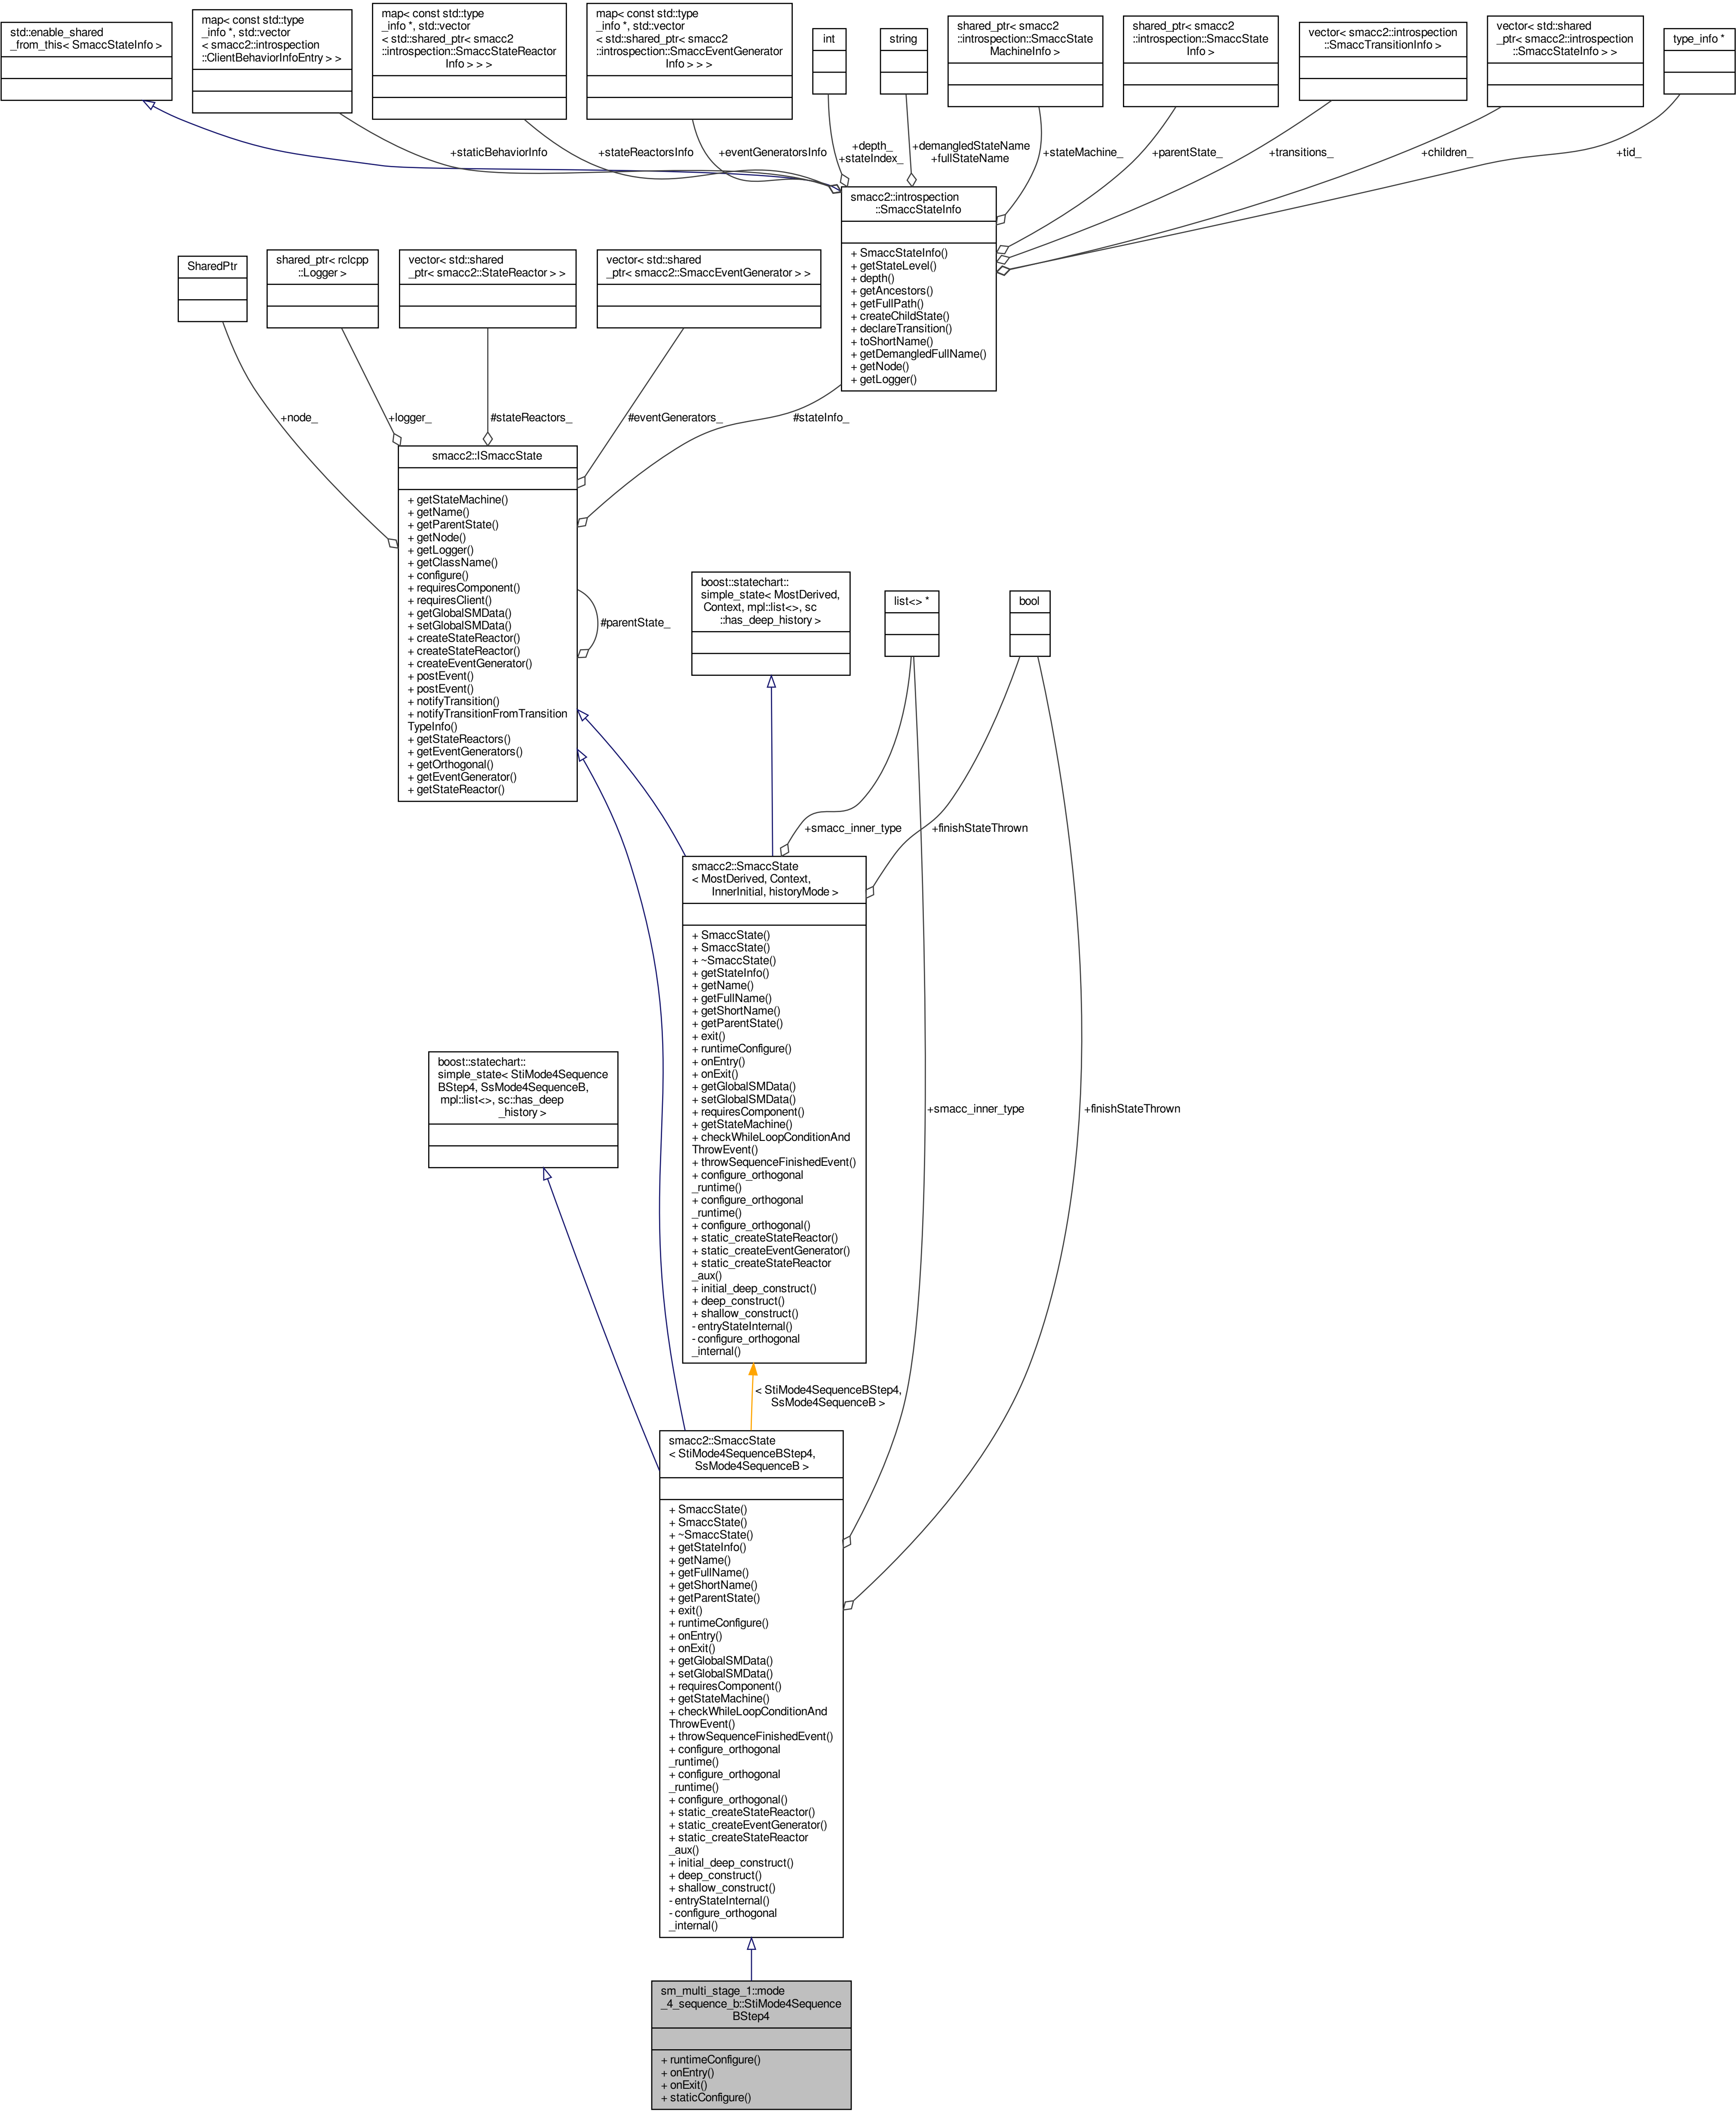 std::enable_shared
_from_this< SmaccStateInfo >
map< const std::type
_info *, std::vector
< smacc2::introspection
::ClientBehaviorInfoEntry > >
map< const std::type
_info *, std::vector
< std::shared_ptr< smacc2
::introspection::SmaccStateReactor
Info > > >
map< const std::type
_info *, std::vector
< std::shared_ptr< smacc2
::introspection::SmaccEventGenerator
Info > > >
int
string
shared_ptr< smacc2
::introspection::SmaccState
MachineInfo >
shared_ptr< smacc2
::introspection::SmaccState
Info >
vector< smacc2::introspection
::SmaccTransitionInfo >
vector< std::shared
_ptr< smacc2::introspection
::SmaccStateInfo > >
type_info *
+staticBehaviorInfo
+stateReactorsInfo
+eventGeneratorsInfo
+depth_
+stateIndex_
+demangledStateName
+fullStateName
+stateMachine_
+parentState_
+transitions_
+children_
+tid_
smacc2::introspection
::SmaccStateInfo
+ SmaccStateInfo()
+ getStateLevel()
+ depth()
+ getAncestors()
+ getFullPath()
+ createChildState()
+ declareTransition()
+ toShortName()
+ getDemangledFullName()
+ getNode()
+ getLogger()
SharedPtr
shared_ptr< rclcpp
::Logger >
vector< std::shared
_ptr< smacc2::StateReactor > >
vector< std::shared
_ptr< smacc2::SmaccEventGenerator > >
+node_
+logger_
#stateReactors_
#eventGenerators_
#stateInfo_
smacc2::ISmaccState
+ getStateMachine()
+ getName()
+ getParentState()
+ getNode()
+ getLogger()
+ getClassName()
+ configure()
+ requiresComponent()
+ requiresClient()
+ getGlobalSMData()
+ setGlobalSMData()
+ createStateReactor()
+ createStateReactor()
+ createEventGenerator()
+ postEvent()
+ postEvent()
+ notifyTransition()
+ notifyTransitionFromTransition
TypeInfo()
+ getStateReactors()
+ getEventGenerators()
+ getOrthogonal()
+ getEventGenerator()
+ getStateReactor()
#parentState_
boost::statechart::
simple_state< MostDerived,
Context, mpl::list<>, sc
::has_deep_history >
list<> *
bool
+smacc_inner_type
+finishStateThrown
smacc2::SmaccState
< MostDerived, Context,
InnerInitial, historyMode >
+ SmaccState()
+ SmaccState()
+ ~SmaccState()
+ getStateInfo()
+ getName()
+ getFullName()
+ getShortName()
+ getParentState()
+ exit()
+ runtimeConfigure()
+ onEntry()
+ onExit()
+ getGlobalSMData()
+ setGlobalSMData()
+ requiresComponent()
+ getStateMachine()
+ checkWhileLoopConditionAnd
ThrowEvent()
+ throwSequenceFinishedEvent()
+ configure_orthogonal
_runtime()
+ configure_orthogonal
_runtime()
+ configure_orthogonal()
+ static_createStateReactor()
+ static_createEventGenerator()
+ static_createStateReactor
_aux()
+ initial_deep_construct()
+ deep_construct()
+ shallow_construct()
- entryStateInternal()
- configure_orthogonal
_internal()
boost::statechart::
simple_state< StiMode4Sequence
BStep4, SsMode4SequenceB,
mpl::list<>, sc::has_deep
_history >
+smacc_inner_type
+finishStateThrown
< StiMode4SequenceBStep4,
SsMode4SequenceB >
smacc2::SmaccState
< StiMode4SequenceBStep4,
SsMode4SequenceB >
+ SmaccState()
+ SmaccState()
+ ~SmaccState()
+ getStateInfo()
+ getName()
+ getFullName()
+ getShortName()
+ getParentState()
+ exit()
+ runtimeConfigure()
+ onEntry()
+ onExit()
+ getGlobalSMData()
+ setGlobalSMData()
+ requiresComponent()
+ getStateMachine()
+ checkWhileLoopConditionAnd
ThrowEvent()
+ throwSequenceFinishedEvent()
+ configure_orthogonal
_runtime()
+ configure_orthogonal
_runtime()
+ configure_orthogonal()
+ static_createStateReactor()
+ static_createEventGenerator()
+ static_createStateReactor
_aux()
+ initial_deep_construct()
+ deep_construct()
+ shallow_construct()
- entryStateInternal()
- configure_orthogonal
_internal()
sm_multi_stage_1::mode
_4_sequence_b::StiMode4Sequence
BStep4
+ runtimeConfigure()
+ onEntry()
+ onExit()
+ staticConfigure()